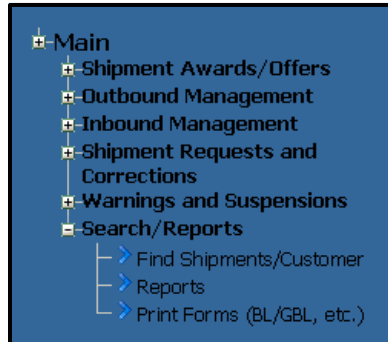 Main
Shipment Awards/Offers
Outbound Management
Inbound Management
Shipment Requests and
Corrections
Warnings and Suspensions
Search/Reports
Find Shipments/Customer
Reports
Print Forms (BL/GBL, etc.)